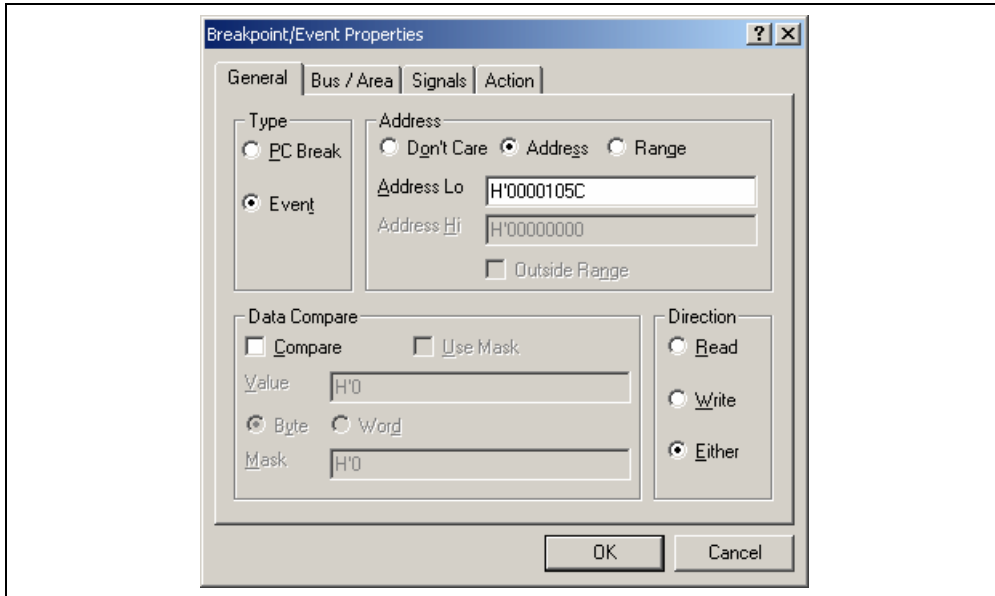 Breakpoint/Event Properties
General Bus / Area Signals Action
Type
PC Break
Event
Address
Don't Care Address Range
Address Lo H'0000105C
Address Hi H'00000000
Outside Range
Data Compare
Compare Use Mask
Value H'0
Byte Word
Mask H'0
Direction
Read
Write
Either
OK Cancel